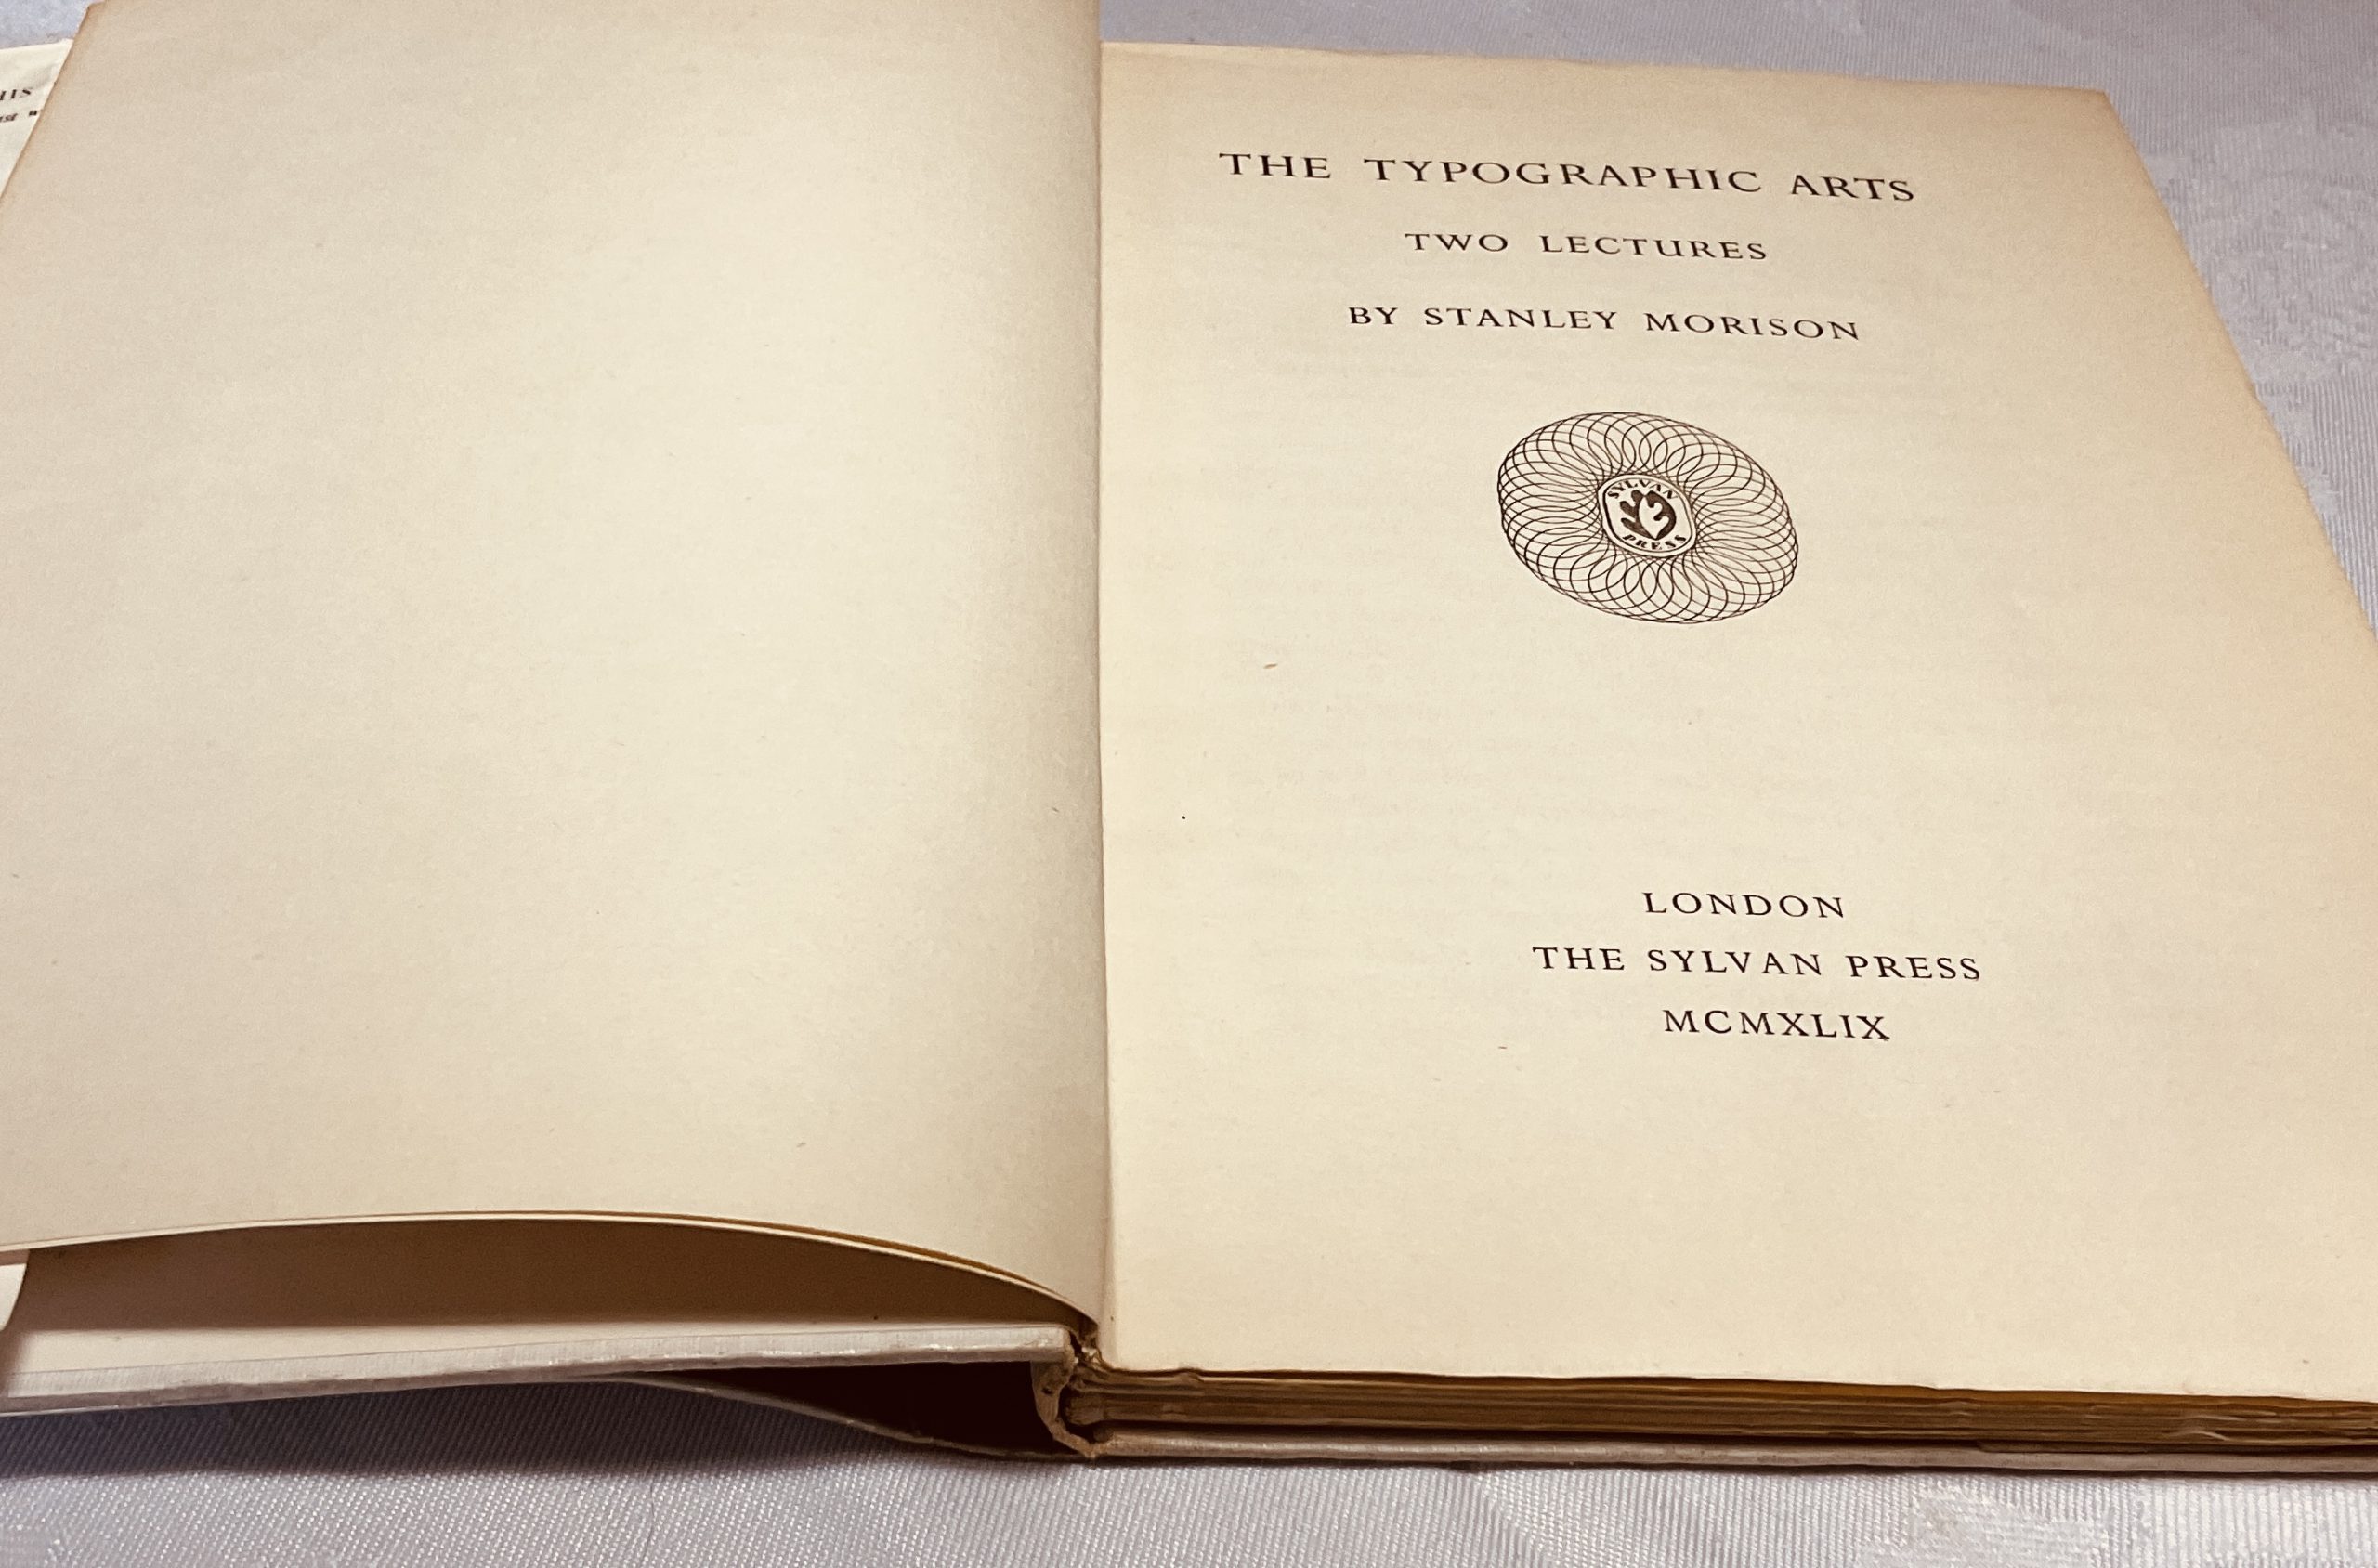 THE TYPOGRAPHIC ARTS
TWO LECTURES
BY STANLEY MORISON
SYLVAN
PRESS
LONDON
THE SYLVAN PRESS
MCMXLIX